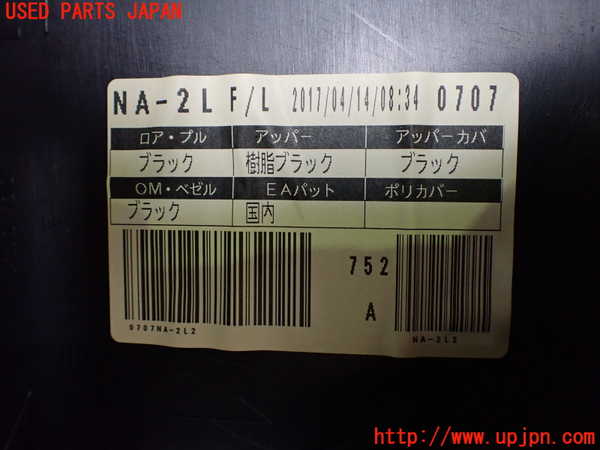 USED PARTS JAPAN
NA-2L F/L 2017/04/14/08:34 0707
ロア・プル アッパー アッパーカバ
ブラック 樹脂ブラック ブラック
OM・ベゼル EAパット ポリカバー
ブラック 国内
752
A
0707NA-2L2
NA-2L2
http://www.upjpn.com/